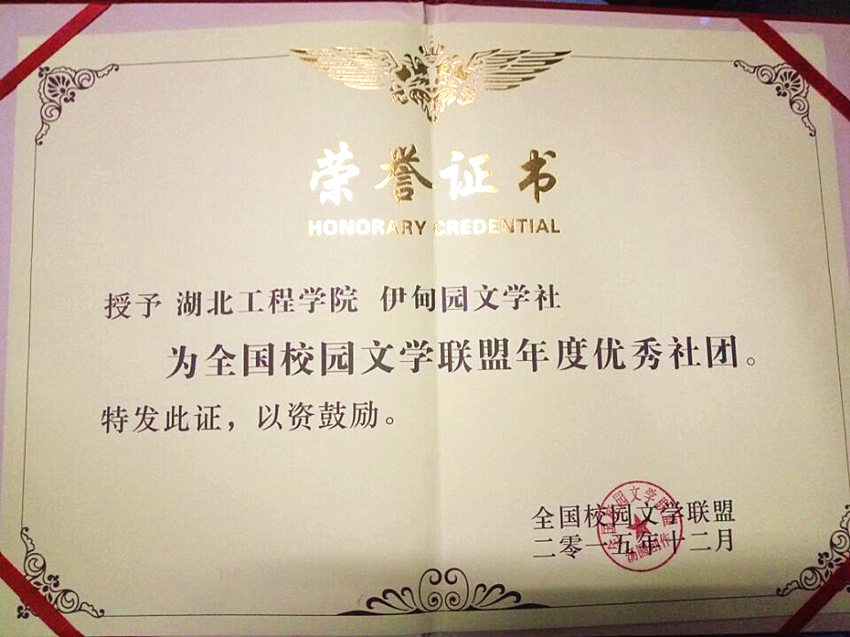 荣誉证书
HONORARY CREDENTIAL
授予 湖北工程学院 伊甸园文学社
为全国校园文学联盟年度优秀社团。
特发此证，以资鼓励。
全国校园文学联盟
二零一五年十二月